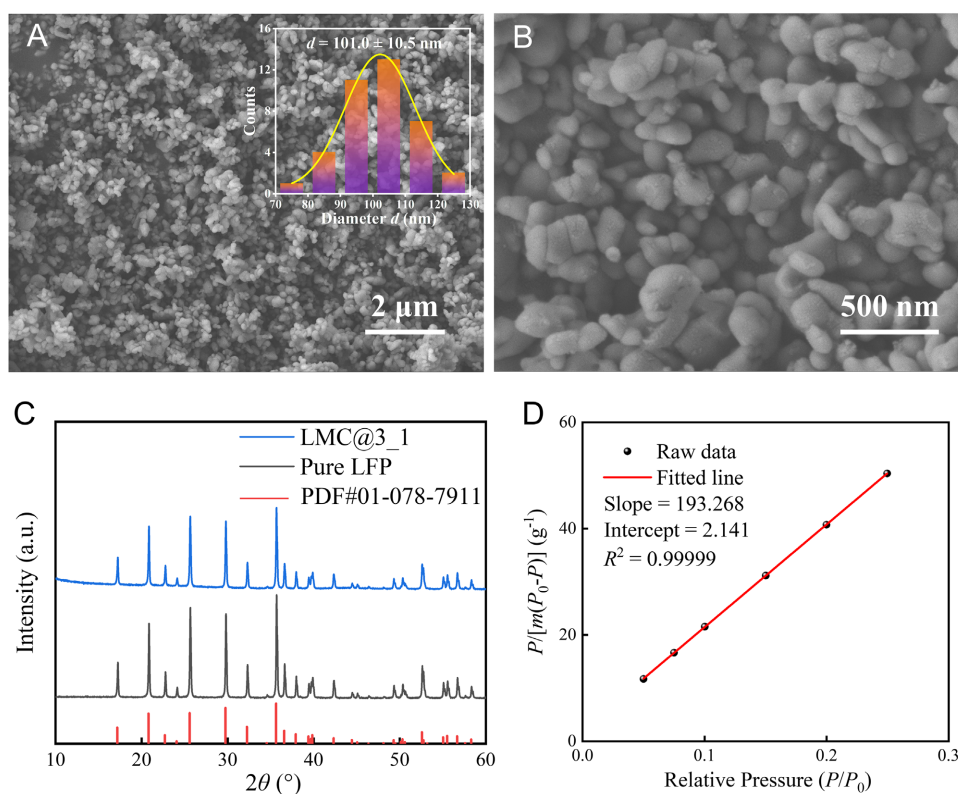 A
d = 101.0 ± 10.5 nm
16
12
8
4
0
Counts
70 80 90 100 110 120 130
Diameter d (nm)
2 μm
B
500 nm
C
LMC@3_1
Pure LFP
PDF#01-078-7911
Intensity (a.u.)
10 20 30 40 50 60
2θ (°)
D
60
40
20
0
P/[m(P₀-P)] (g⁻¹)
Raw data
Fitted line
Slope = 193.268
Intercept = 2.141
R² = 0.99999
0.0 0.1 0.2 0.3
Relative Pressure (P/P₀)